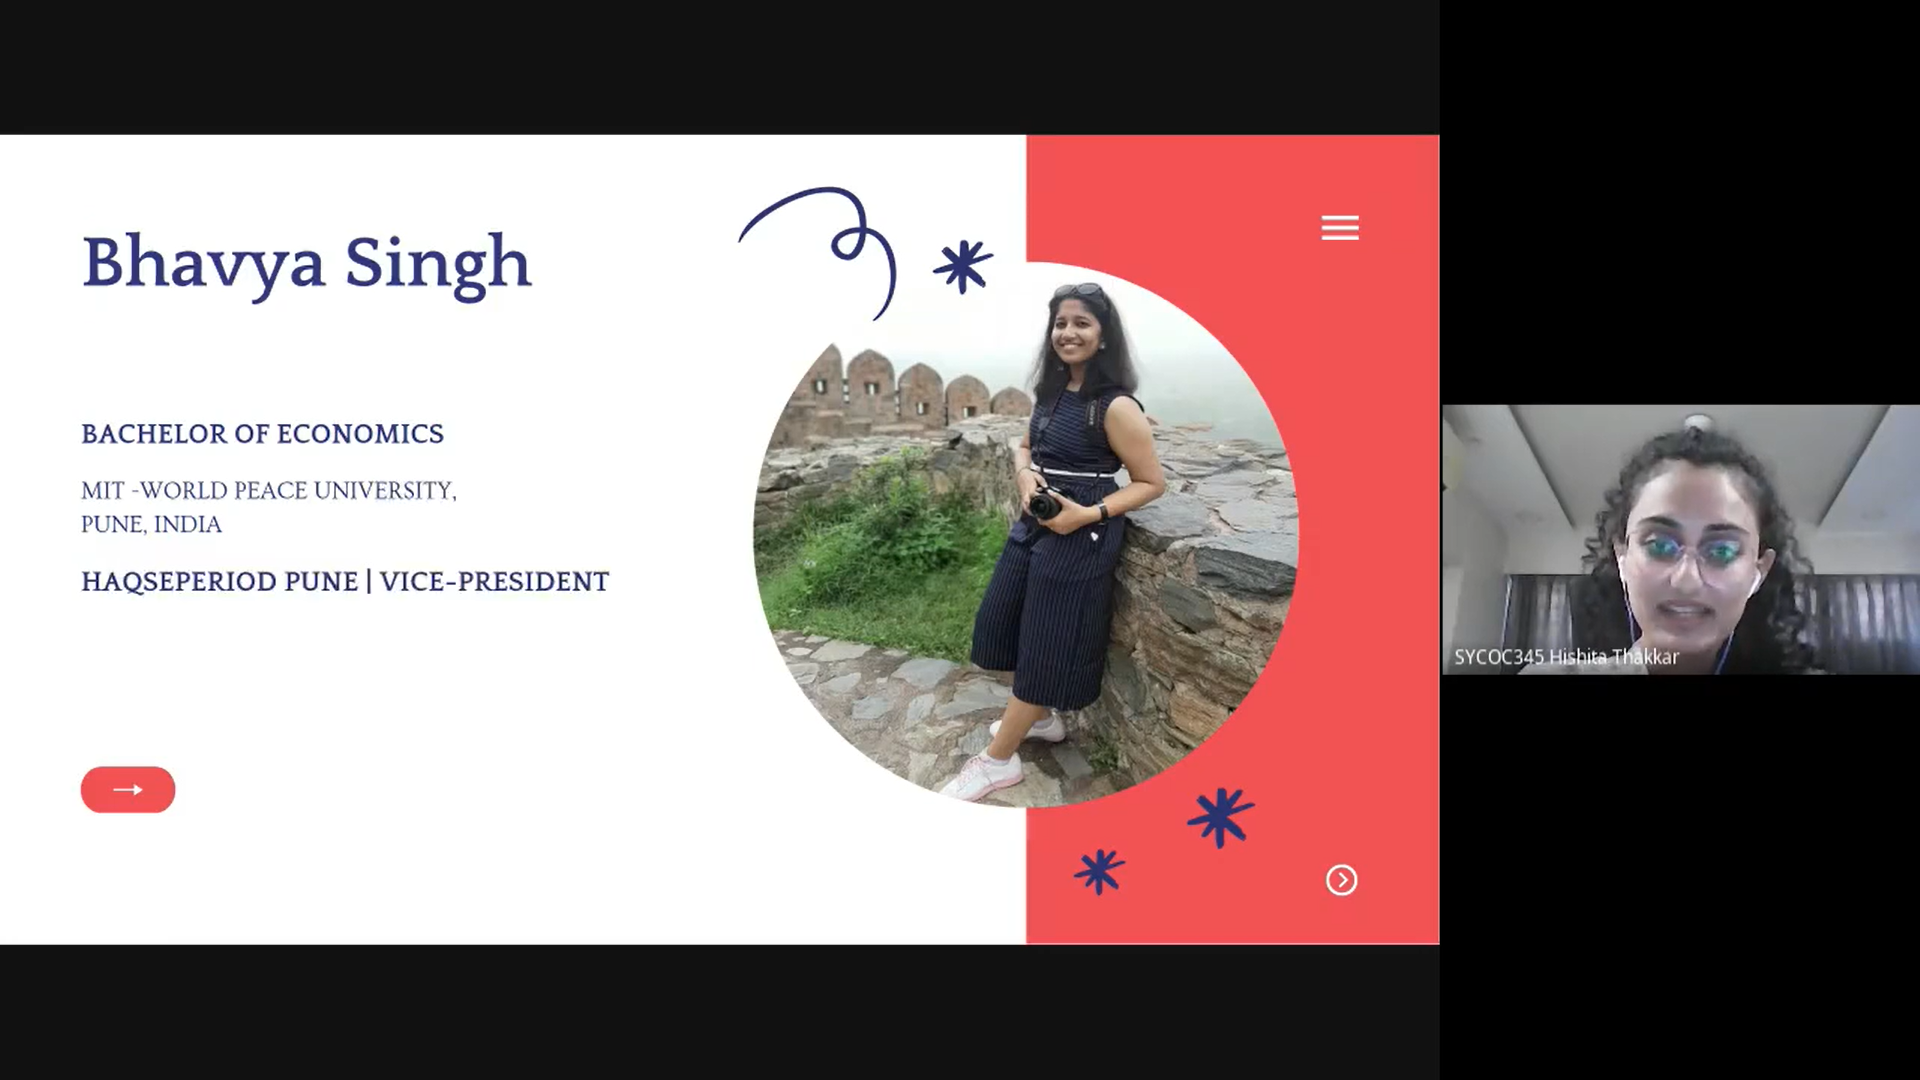 Bhavya Singh
BACHELOR OF ECONOMICS
MIT -WORLD PEACE UNIVERSITY,
PUNE, INDIA
HAQSEPERIOD PUNE | VICE-PRESIDENT
SYCOC345 Hishita Thakkar